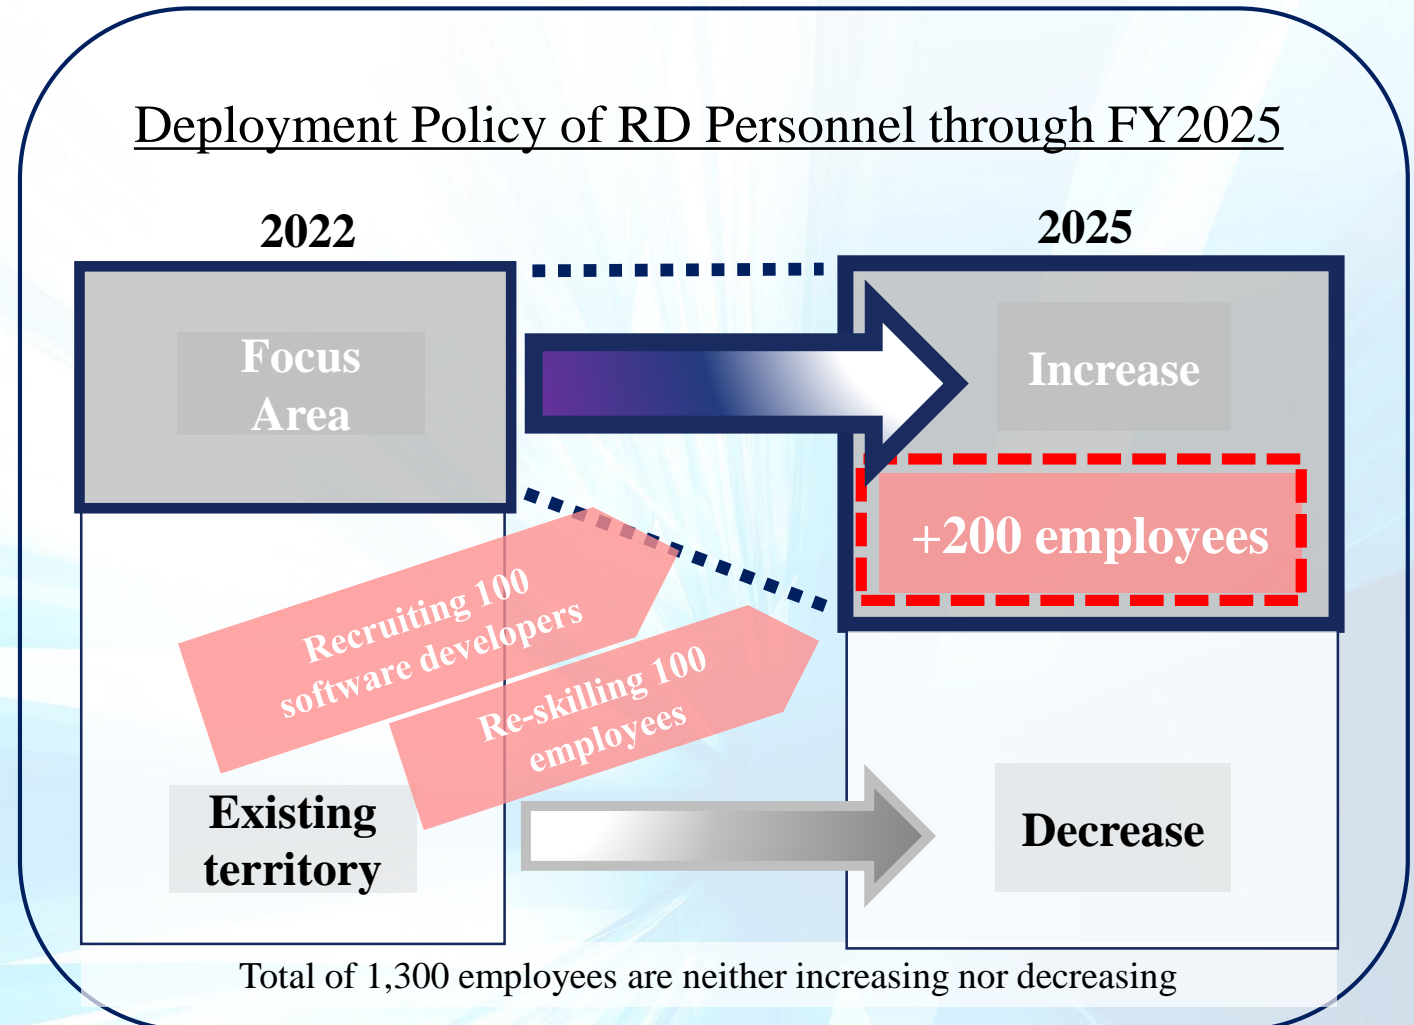 Deployment Policy of RD Personnel through FY2025
2022
2025
Focus
Area
Increase
+200 employees
Recruiting 100
software developers
Re-skilling 100
employees
Existing
territory
Decrease
Total of 1,300 employees are neither increasing nor decreasing